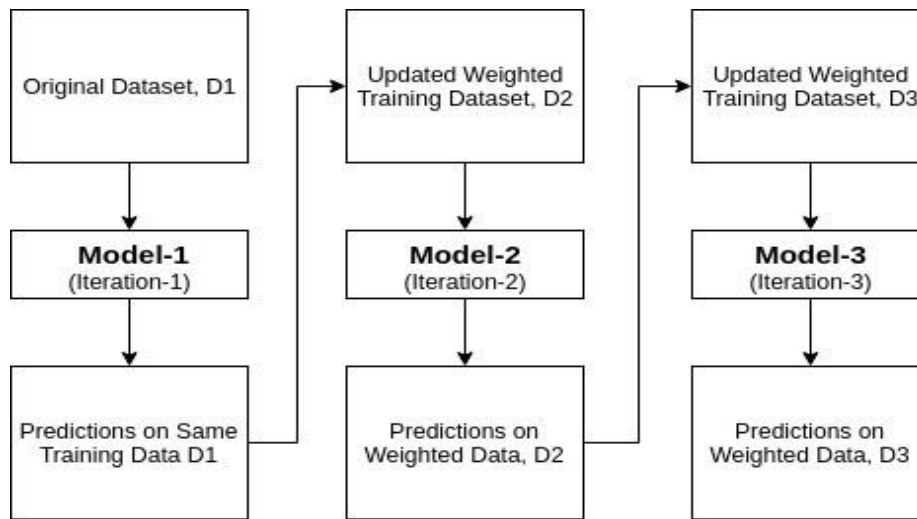 Original Dataset, D1
Model-1
(Iteration-1)
Predictions on Same
Training Data D1
Updated Weighted
Training Dataset, D2
Model-2
(Iteration-2)
Predictions on
Weighted Data, D2
Updated Weighted
Training Dataset, D3
Model-3
(Iteration-3)
Predictions on
Weighted Data, D3